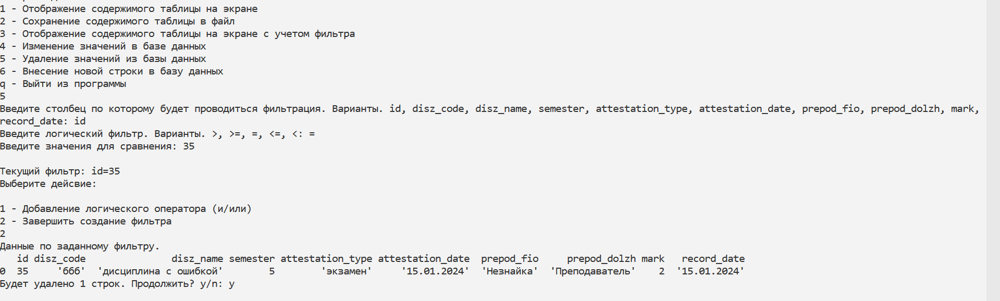 1 - Отображение содержимого таблицы на экране
2 - Сохранение содержимого таблицы в файл
3 - Отображение содержимого таблицы на экране с учетом фильтра
4 - Изменение значений в базе данных
5 - Удаление значений из базы данных
6 - Внесение новой строки в базу данных
q - Выйти из программы
5
Введите столбец по которому будет проводиться фильтрация. Варианты. id, disz_code, disz_name, semester, attestation_type, attestation_date, prepod_fio, prepod_dolzh, mark,
record_date: id
Введите логический фильтр. Варианты. >, >=, =, <=, <: =
Введите значения для сравнения: 35
Текущий фильтр: id=35
Выберите дейсвие:
1 - Добавление логического оператора (и/или)
2 - Завершить создание фильтра
2
Данные по заданному фильтру.
id disz_code disz_name semester attestation_type attestation_date prepod_fio prepod_dolzh mark record_date
0 35 'ббб' 'дисциплина с ошибкой' 5 'экзамен' '15.01.2024' 'Незнайка' 'Преподаватель' 2 '15.01.2024'
Будет удалено 1 строк. Продолжить? y/n: y